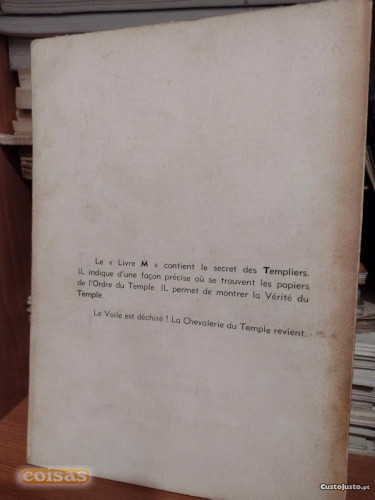 Le « Livre M » contient le secret des Templiers.
IL indique d'une façon précise où se trouvent les papiers
de l'Ordre du Temple. IL permet de montrer la Vérité du
Temple.
Le Voile est déchiré ! La Chevalerie du Temple revient...
coisas
CustoJusto.pt